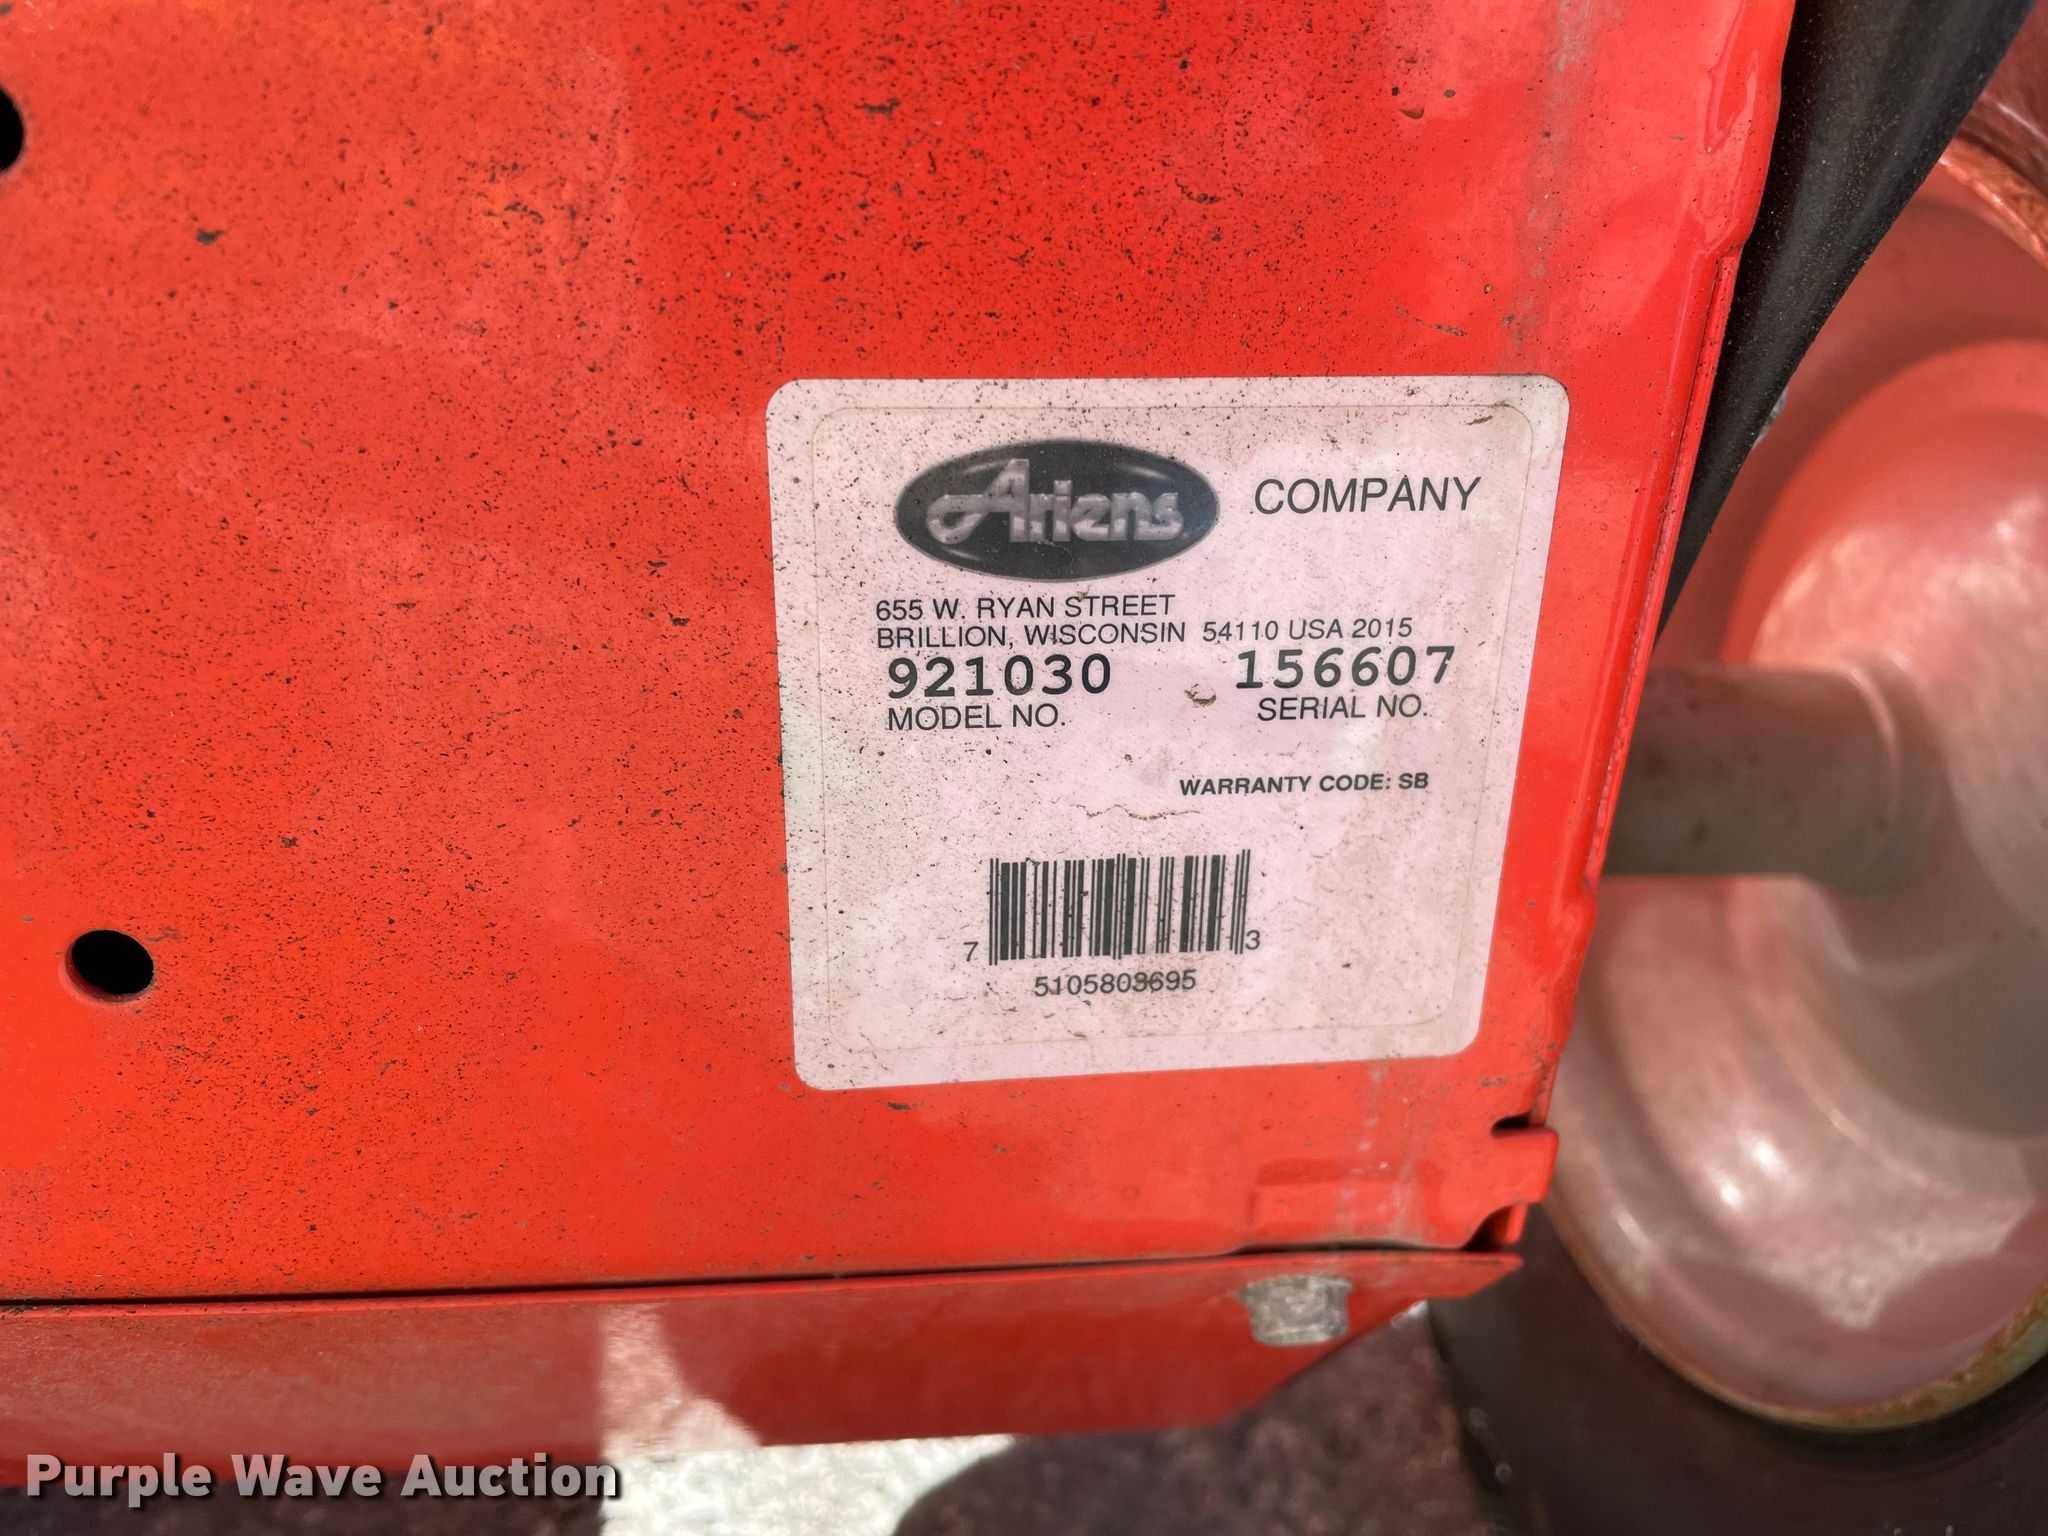 Ariens COMPANY
655 W. RYAN STREET
BRILLION, WISCONSIN 54110 USA 2015
921030 156607
MODEL NO. SERIAL NO.
WARRANTY CODE: SB
7 3
5105803695
Purple Wave Auction